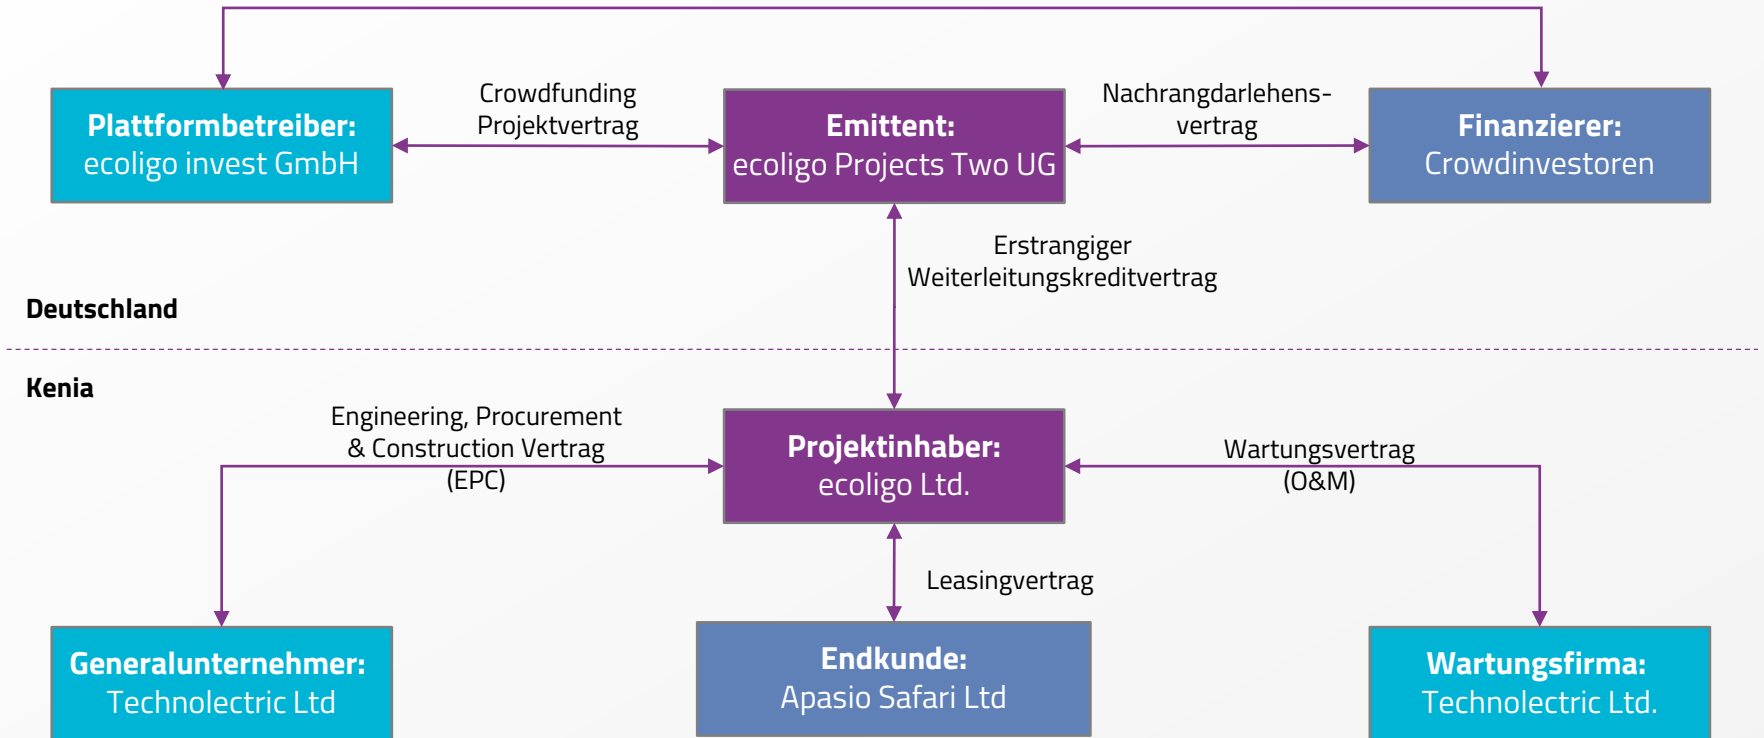 Crowdfunding
Projektvertrag
Nachrangdarlehens-
vertrag
Plattformbetreiber:
ecoligo invest GmbH
Emittent:
ecoligo Projects Two UG
Finanzierer:
Crowdinvestoren
Erstrangiger
Weiterleitungskreditvertrag
Deutschland
Kenia
Engineering, Procurement
& Construction Vertrag
(EPC)
Projektinhaber:
ecoligo Ltd.
Wartungsvertrag
(O&M)
Leasingvertrag
Generalunternehmer:
Technolectric Ltd
Endkunde:
Apasio Safari Ltd
Wartungsfirma:
Technolectric Ltd.